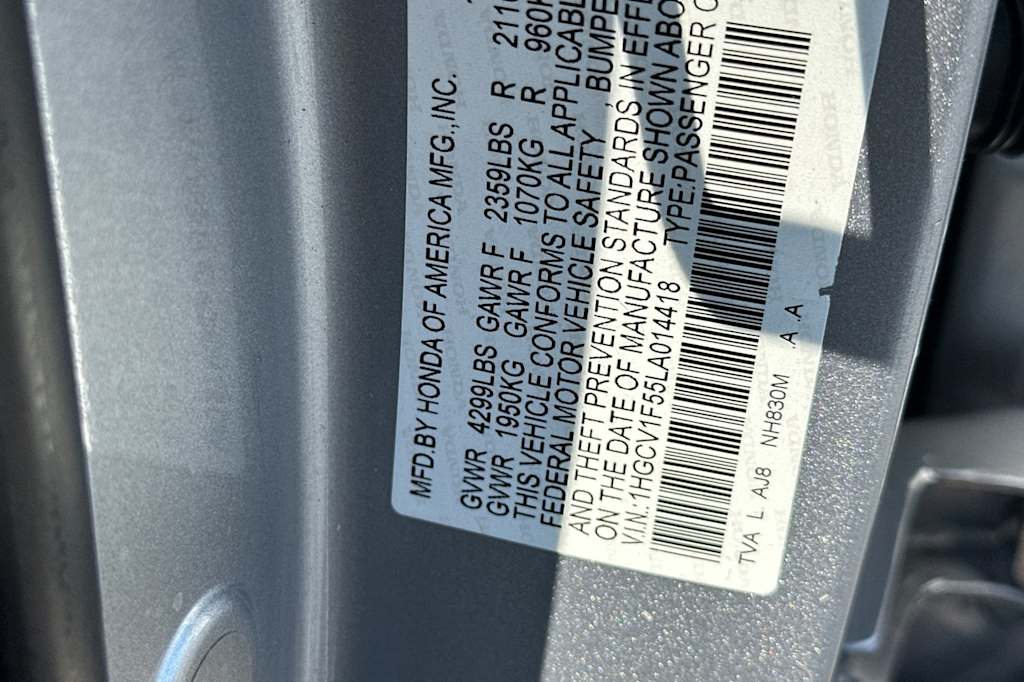 MFD.BY HONDA OF AMERICA MFG.,INC.
GVWR 4299LBS GAWR F 2359LBS R
GVWR 1950KG GAWR F 1070KG R
THIS VEHICLE CONFORMS TO ALL APPLICABLE
FEDERAL MOTOR VEHICLE SAFETY, BUMPE
AND THEFT PREVENTION STANDARDS IN EFFE
ON THE DATE OF MANUFACTURE SHOWN ABO
V.I.N.:1HGCV1F55LA014418 TYPE:PASSENGER C
TVA L AJ8 NH830M .A .A